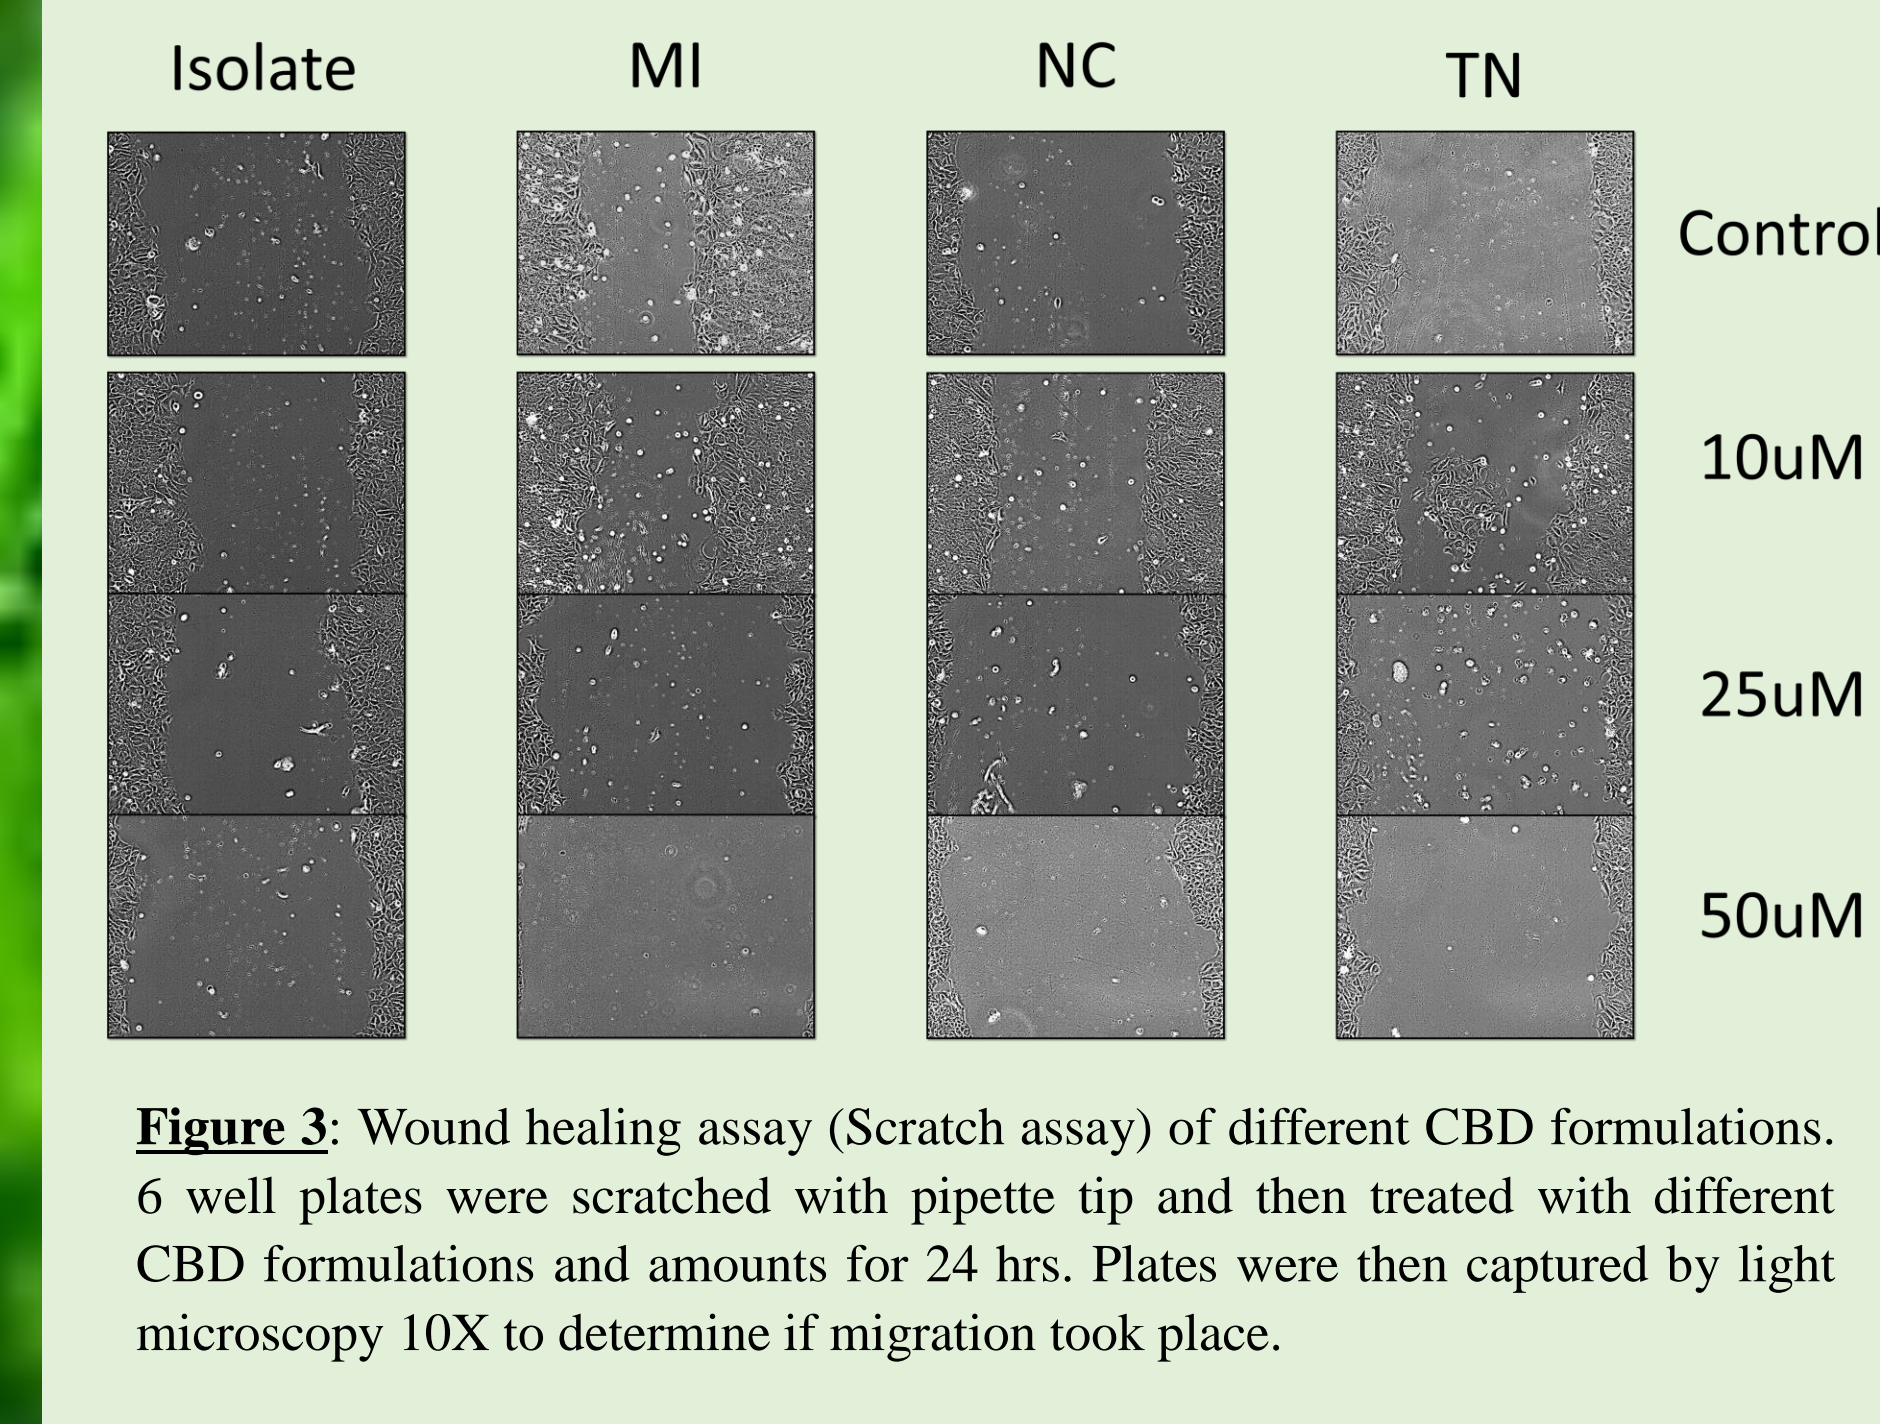 Isolate MI NC TN
Control
10uM
25uM
50uM
Figure 3: Wound healing assay (Scratch assay) of different CBD formulations.
6 well plates were scratched with pipette tip and then treated with different
CBD formulations and amounts for 24 hrs. Plates were then captured by light
microscopy 10X to determine if migration took place.